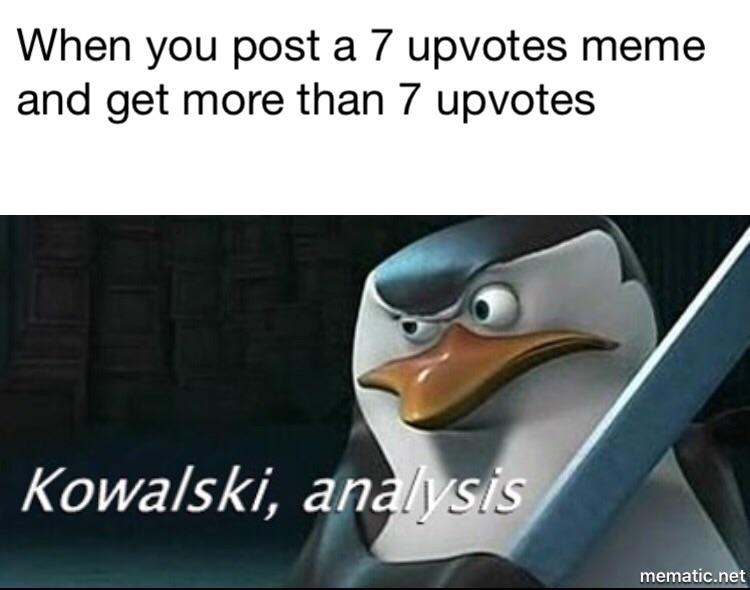 When you post a 7 upvotes meme
and get more than 7 upvotes
Kowalski, analysis
mematic.net